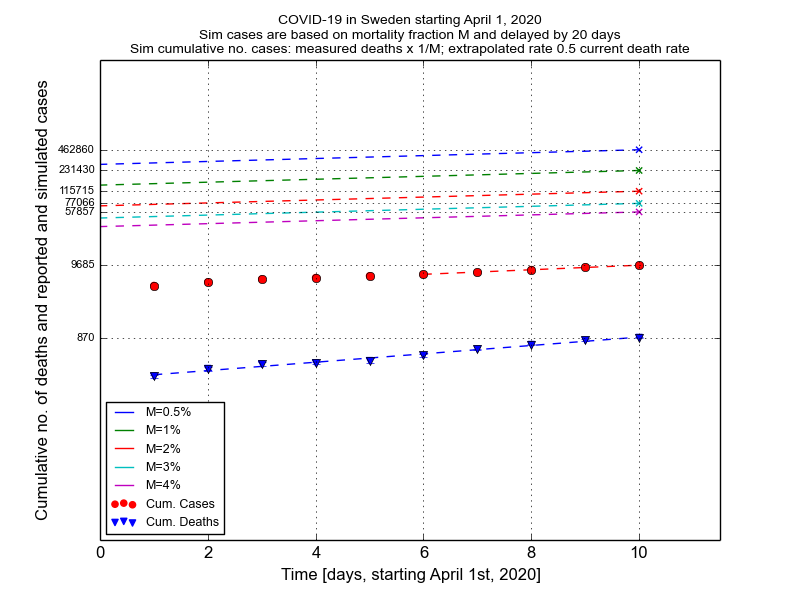 COVID-19 in Sweden starting April 1, 2020
Sim cases are based on mortality fraction M and delayed by 20 days
Sim cumulative no. cases: measured deaths x 1/M; extrapolated rate 0.5 current death rate
Cumulative no. of deaths and reported and simulated cases
462860
231430
115715
77066
57857
9685
870
M=0.5%
M=1%
M=2%
M=3%
M=4%
Cum. Cases
Cum. Deaths
0 2 4 6 8 10
Time [days, starting April 1st, 2020]